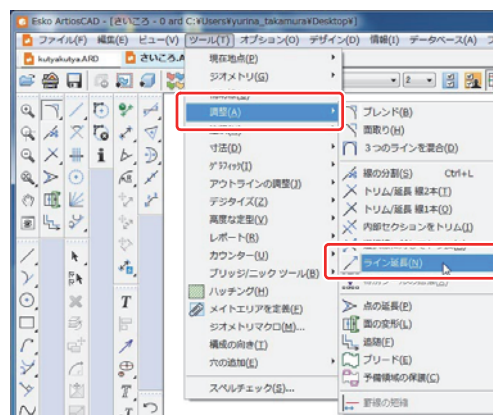 Esko ArtiosCAD - [さいころ - 0 ard C:¥Users¥yurina_takamura¥Desktop¥]
ファイル(F) 編集(E) ビュー(V) ツール(T) オプション(O) デザイン(D) 情報(I) データベース(A)
kutyakutya.ARD さいころ.A
現在地点(P)
ジオメトリ(G)
調整(A)
寸法(D)
グラフィック(I)
アウトラインの調整(J)
デジタイズ(Z)
高度な定型(V)
レポート(R)
カウンター(U)
ブリッジ/ニック ツール(B)
ハッチング(H)
メイトエリアを定義(E)
ジオメトリマクロ(M)...
構成の向き(T)
穴の追加(E)
スペルチェック(S)...
2
ブレンド(B)
面取り(H)
3つのラインを混合(D)
線の分割(S) Ctrl+L
トリム/延長 線2本(T)
トリム/延長 線1本(O)
内部セクションをトリム(I)
ライン延長(N)
点の延長(P)
面の変形(L)
追随(F)
ブリード(E)
予備領域の保護(C)
罫線の短縮